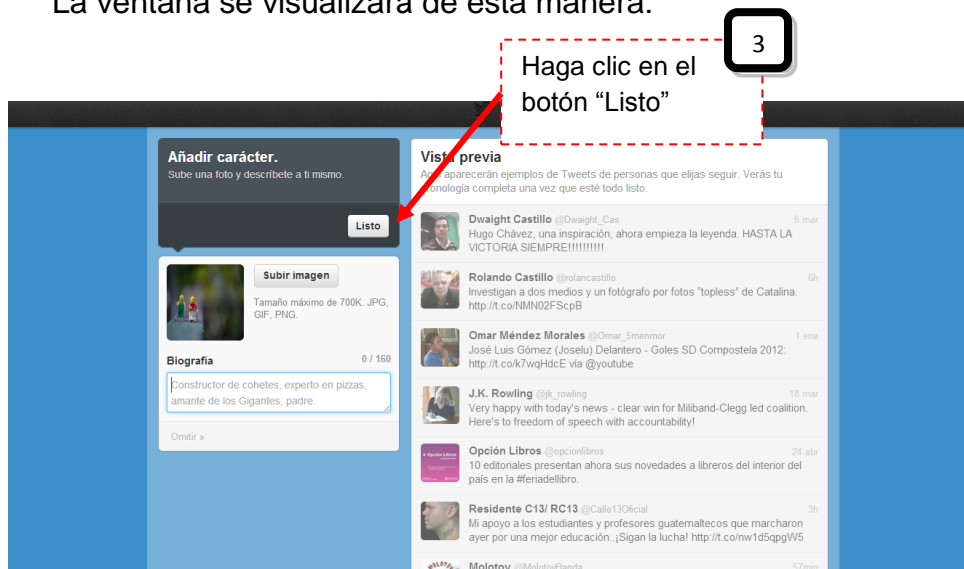 La ventana se visualizara de esta manera:
3
Haga clic en el
botón “Listo”
Añadir carácter.
Sube una foto y descríbete a ti mismo.
Listo
Subir imagen
Tamaño máximo de 700K. JPG,
GIF, PNG.
Biografía 0 / 160
Constructor de cohetes, experto en pizzas,
amante de los Gigantes, padre.
Omitir »
Vista previa
Aquí aparecerán ejemplos de Tweets de personas que elijas seguir. Verás tu
cronología completa una vez que esté todo listo.
Dwaight Castillo @Dwaight_Cas 5 mar
Hugo Chávez, una inspiración, ahora empieza la leyenda. HASTA LA
VICTORIA SIEMPRE!!!!!!!!!!
Rolando Castillo @rolancastillo 6h
Investigan a dos medios y un fotógrafo por fotos “topless” de Catalina.
http://t.co/NMN02FScpB
Omar Méndez Morales @Omar_5menmor 1 ene
José Luis Gómez (Joselu) Delantero - Goles SD Compostela 2012:
http://t.co/k7wqHdcE vía @youtube
J.K. Rowling @jk_rowling 18 mar
Very happy with today's news - clear win for Miliband-Clegg led coalition.
Here's to freedom of speech with accountability!
Opción Libros @opcionlibros 24 abr
10 editoriales presentan ahora sus novedades a libreros del interior del
país en la #feriadellibro.
Residente C13/ RC13 @Calle13Oficial 3h
Mi apoyo a los estudiantes y profesores guatemaltecos que marcharon
ayer por una mejor educación..¡Sigan la lucha! http://t.co/nw1d5qpgW5
Molotov @MolotovBanda 57min